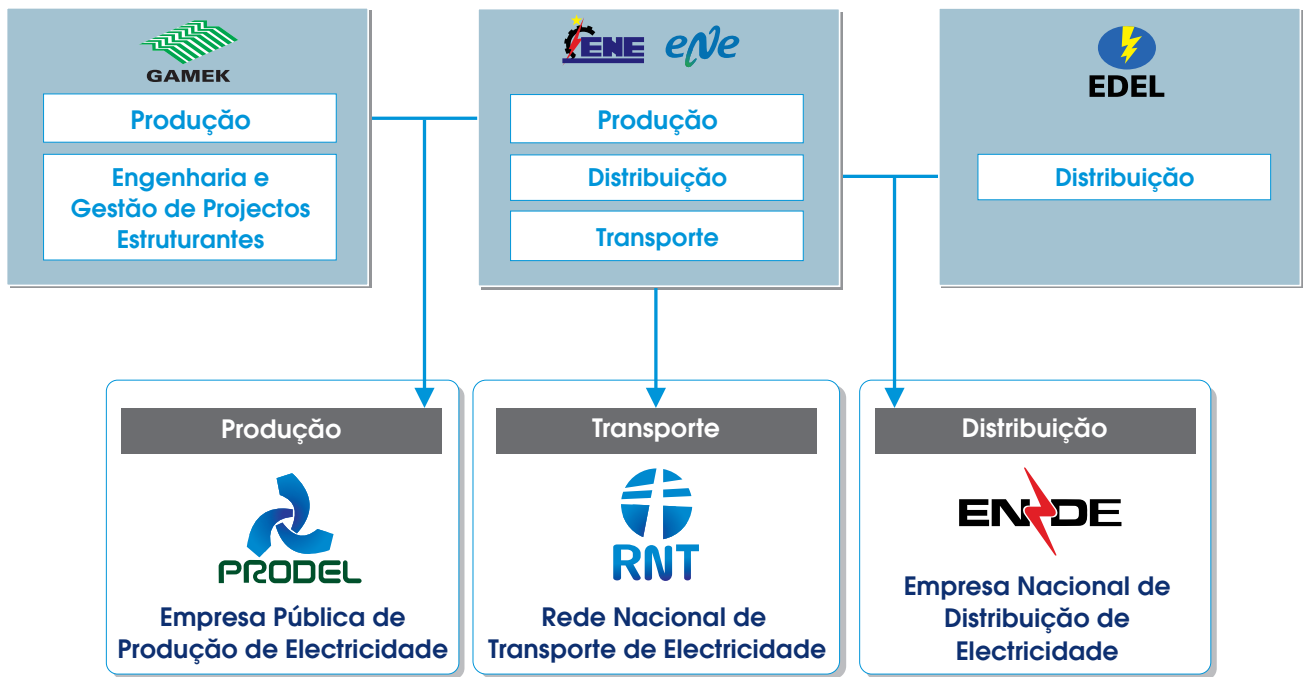 GAMEK
Produção
Engenharia e
Gestão de Projectos
Estruturantes
ENE eNe
Produção
Distribuição
Transporte
EDEL
Distribuição
Produção
PRODEL
Empresa Pública de
Produção de Electricidade
Transporte
RNT
Rede Nacional de
Transporte de Electricidade
Distribuição
ENDE
Empresa Nacional de
Distribuição de
Electricidade